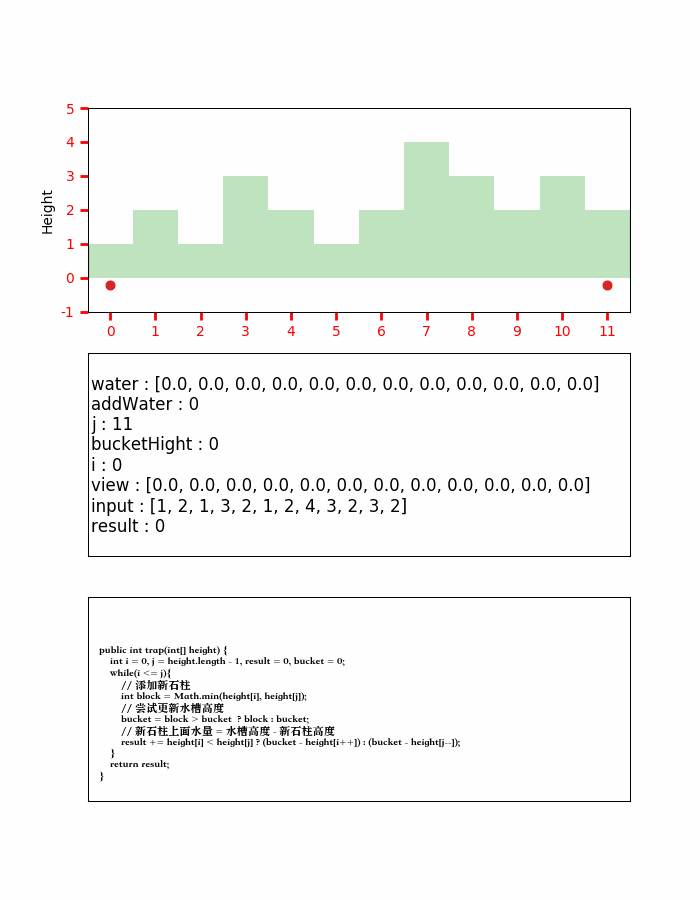 5
4
3
2
1
0
-1
Height
0 1 2 3 4 5 6 7 8 9 10 11
water : [0.0, 0.0, 0.0, 0.0, 0.0, 0.0, 0.0, 0.0, 0.0, 0.0, 0.0, 0.0]
addWater : 0
j : 11
bucketHight : 0
i : 0
view : [0.0, 0.0, 0.0, 0.0, 0.0, 0.0, 0.0, 0.0, 0.0, 0.0, 0.0, 0.0]
input : [1, 2, 1, 3, 2, 1, 2, 4, 3, 2, 3, 2]
result : 0
public int trap(int[] height) {
int i = 0, j = height.length - 1, result = 0, bucket = 0;
while(i <= j){
// 添加新石柱
int block = Math.min(height[i], height[j]);
// 尝试更新水槽高度
bucket = block > bucket ? block : bucket;
// 新石柱上面水量 = 水槽高度 - 新石柱高度
result += height[i] < height[j] ? (bucket - height[i++]) : (bucket - height[j--]);
}
return result;
}